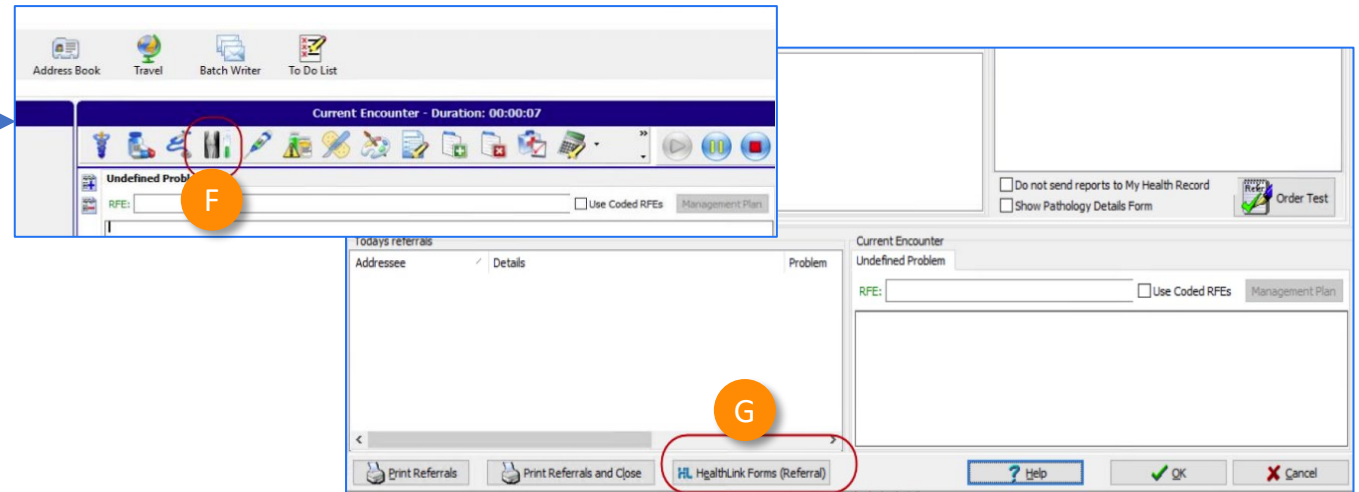 Address Book Travel Batch Writer To Do List
Current Encounter - Duration: 00:00:07
»
Undefined Probl
RFE: Use Coded RFEs Management Plan
F
Do not send reports to My Health Record
Show Pathology Details Form
Refer
Order Test
Todays referrals
Addressee Details Problem
Current Encounter
Undefined Problem
RFE: Use Coded RFEs Management Plan
G
Print Referrals Print Referrals and Close HL HealthLink Forms (Referral) ? Help OK Cancel